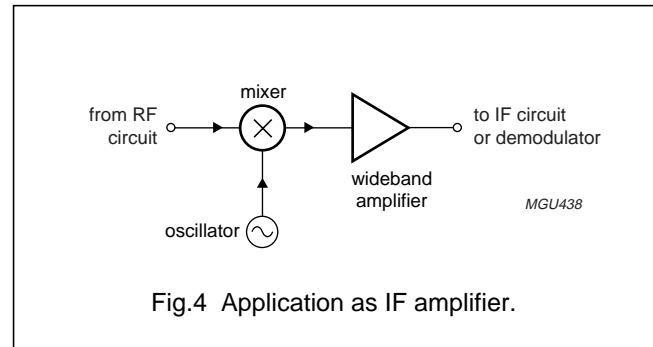 mixer
from RF
circuit
to IF circuit
or demodulator
wideband
amplifier
oscillator
MGU438
Fig.4 Application as IF amplifier.